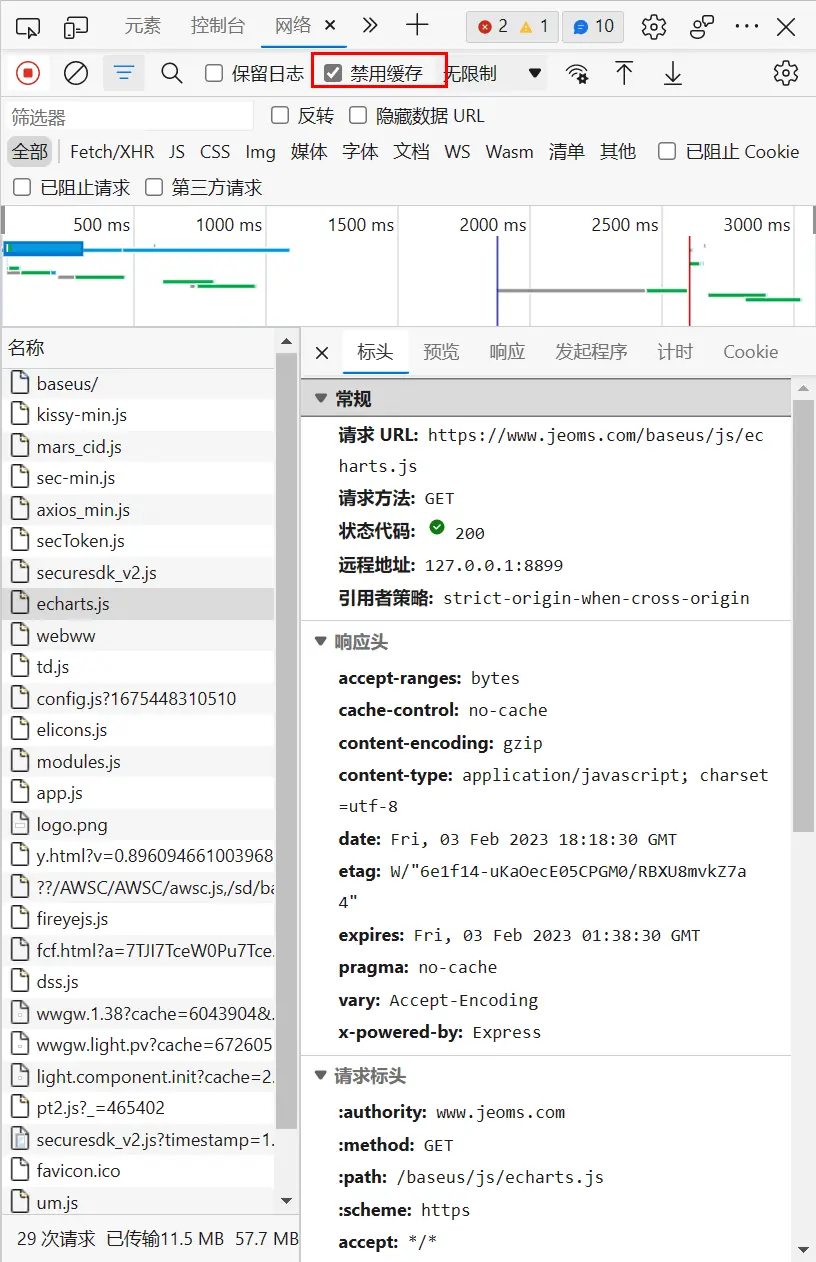 元素 控制台 网络 2 1 10
保留日志 禁用缓存 无限制
筛选器 反转 隐藏数据 URL
全部 Fetch/XHR JS CSS Img 媒体 字体 文档 WS Wasm 清单 其他 已阻止 Cookie
已阻止请求 第三方请求
500 ms 1000 ms 1500 ms 2000 ms 2500 ms 3000 ms
名称
baseus/
kissy-min.js
mars_cid.js
sec-min.js
axios_min.js
secToken.js
securesdk_v2.js
echarts.js
webww
td.js
config.js?1675448310510
elicons.js
modules.js
app.js
logo.png
y.html?v=0.896094661003968
??/AWSC/AWSC/awsc.js,/sd/ba
fireyejs.js
fcf.html?a=7TJI7TceW0Pu7Tce.
dss.js
wwgw.1.38?cache=6043904&.
wwgw.light.pv?cache=672605
light.component.init?cache=2.
pt2.js?_=465402
securesdk_v2.js?timestamp=1.
favicon.ico
um.js
29 次请求 已传输11.5 MB 57.7 MB
标头 预览 响应 发起程序 计时 Cookie
常规
请求 URL: https://www.jeoms.com/baseus/js/ec
harts.js
请求方法: GET
状态代码: 200
远程地址: 127.0.0.1:8899
引用者策略: strict-origin-when-cross-origin
响应头
accept-ranges: bytes
cache-control: no-cache
content-encoding: gzip
content-type: application/javascript; charset
=utf-8
date: Fri, 03 Feb 2023 18:18:30 GMT
etag: W/"6e1f14-uKaOecE05CPGM0/RBXU8mvkZ7a
4"
expires: Fri, 03 Feb 2023 01:38:30 GMT
pragma: no-cache
vary: Accept-Encoding
x-powered-by: Express
请求标头
:authority: www.jeoms.com
:method: GET
:path: /baseus/js/echarts.js
:scheme: https
accept: */*